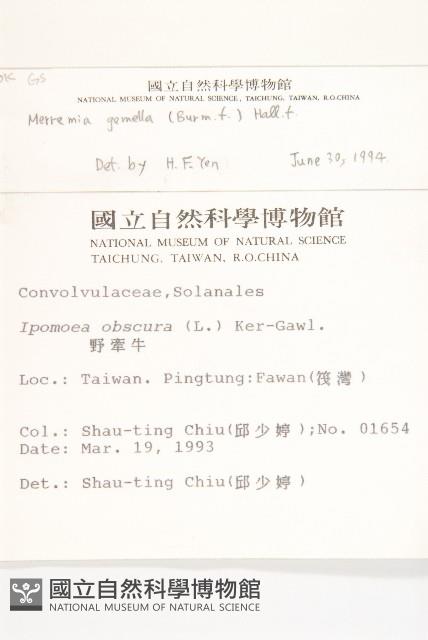 OK GS
國立自然科學博物館
NATIONAL MUSEUM OF NATURAL SCIENCE, TAICHUNG, TAIWAN, R.O.CHINA
Merremia gemella (Burm.f.) Hall.f.
Det. by H. F. Yen June 30, 1994
國立自然科學博物館
NATIONAL MUSEUM OF NATURAL SCIENCE
TAICHUNG, TAIWAN, R.O.CHINA
Convolvulaceae,Solanales
Ipomoea obscura (L.) Ker-Gawl.
野牽牛
Loc.: Taiwan. Pingtung:Fawan(筏灣)
Col.: Shau-ting Chiu(邱少婷);No. 01654
Date: Mar. 19, 1993
Det.: Shau-ting Chiu(邱少婷)
國立自然科學博物館
NATIONAL MUSEUM OF NATURAL SCIENCE